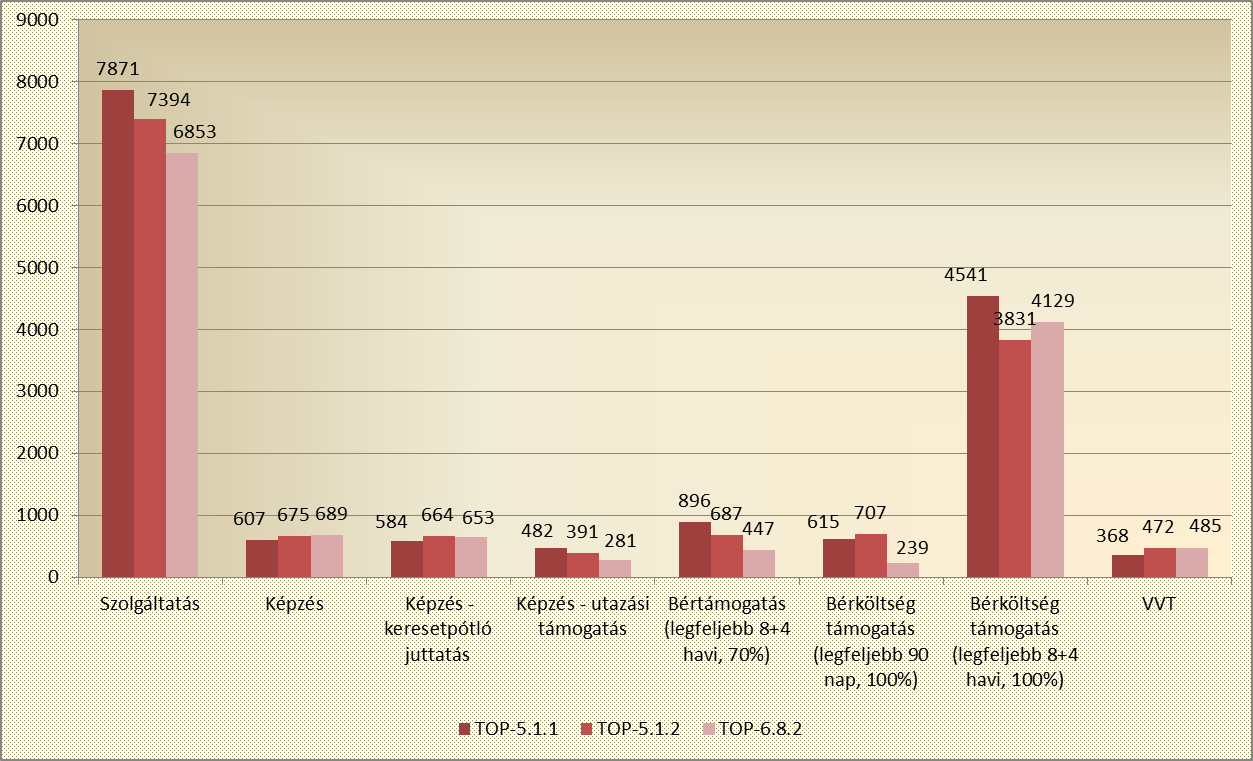 9000
8000
7000
6000
5000
4000
3000
2000
1000
0
7871
7394
6853
607
675
689
584
664
653
482
391
281
896
687
447
615
707
239
4541
3831
4129
368
472
485
Szolgáltatás
Képzés
Képzés -
keresetpótló
juttatás
Képzés - utazási
támogatás
Bértámogatás
(legfeljebb 8+4
havi, 70%)
Bérköltség
támogatás
(legfeljebb 90
nap, 100%)
Bérköltség
támogatás
(legfeljebb 8+4
havi, 100%)
VVT
TOP-5.1.1
TOP-5.1.2
TOP-6.8.2